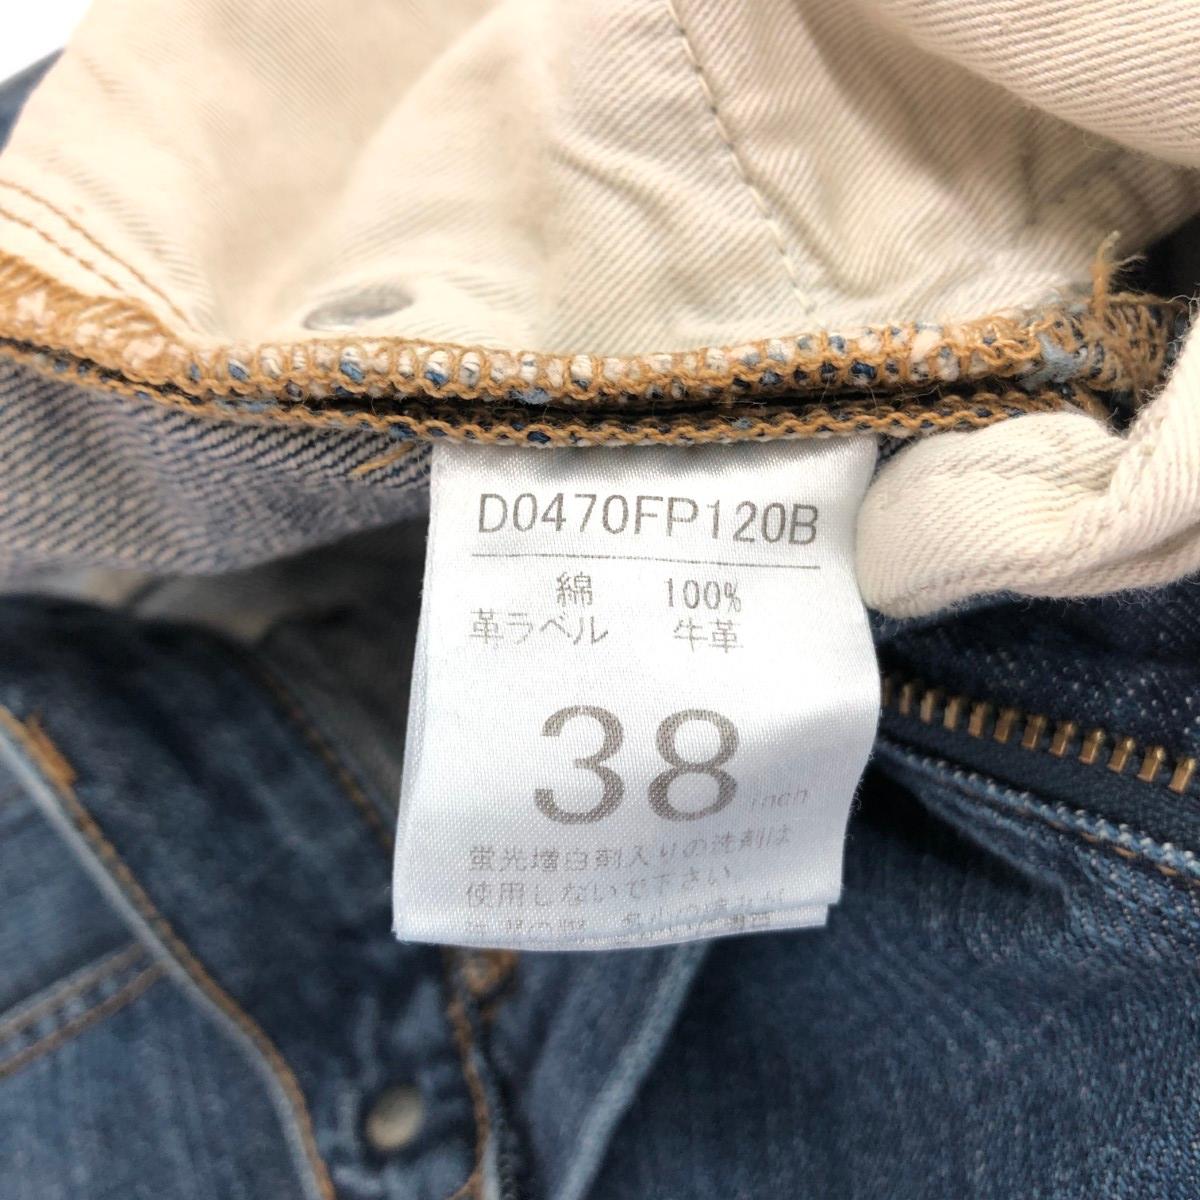 D0470FP120B
綿 100%
革ラベル 牛革
38 inch
蛍光増白剤入りの洗剤は
使用しないで下さい